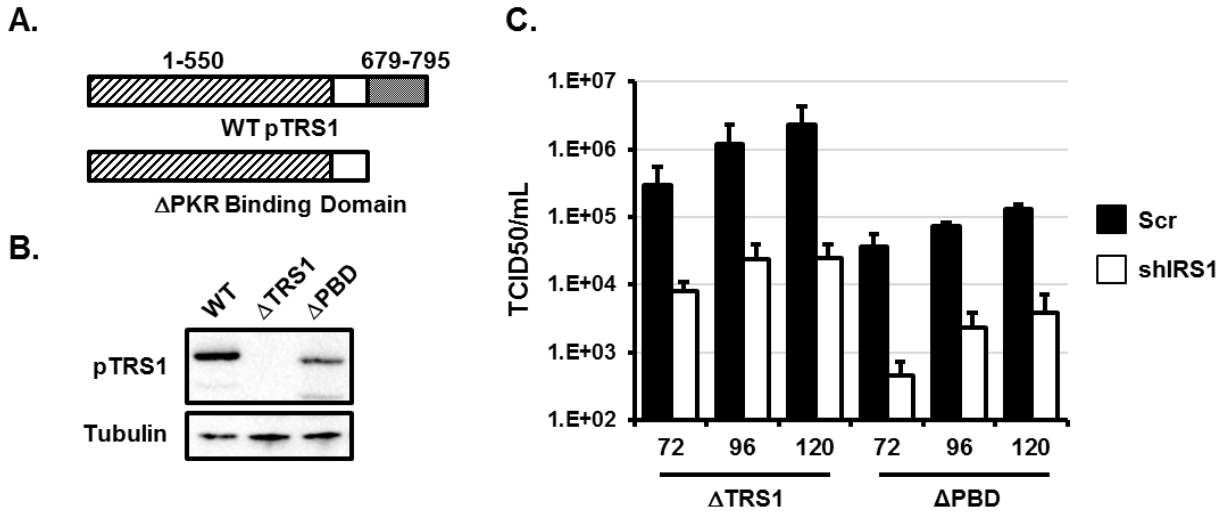 A.
1-550 679-795
WT pTRS1
ΔPKR Binding Domain
B.
WT ΔTRS1 ΔPBD
pTRS1
Tubulin
C.
TCID50/mL
1.E+07
1.E+06
1.E+05
1.E+04
1.E+03
1.E+02
72 96 120 72 96 120
ΔTRS1 ΔPBD
Scr
shIRS1